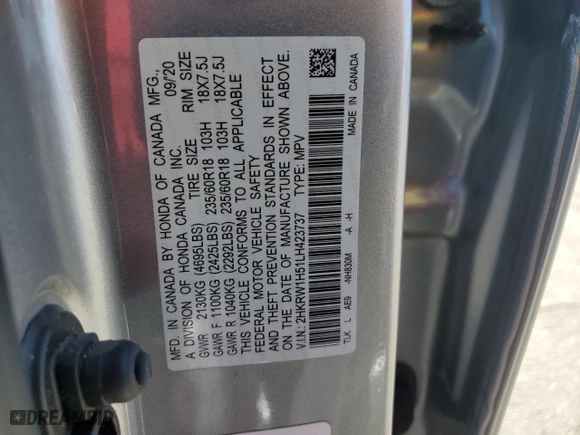 MFD. IN CANADA BY HONDA OF CANADA MFG.,
A DIVISION OF HONDA CANADA INC. 09/20
TIRE SIZE RIM SIZE
GVWR 2130KG (4695LBS)
GAWR F 1100KG (2425LBS) 235/60R18 103H 18X7.5J
GAWR R 1040KG (2292LBS) 235/60R18 103H 18X7.5J
THIS VEHICLE CONFORMS TO ALL APPLICABLE
FEDERAL MOTOR VEHICLE SAFETY
AND THEFT PREVENTION STANDARDS IN EFFECT
ON THE DATE OF MANUFACTURE SHOWN ABOVE.
V.I.N.: 2HKRW1H51LH423737 TYPE: MPV
TLK L AE9 -NH830M -A -H MADE IN CANADA
DREAMBID